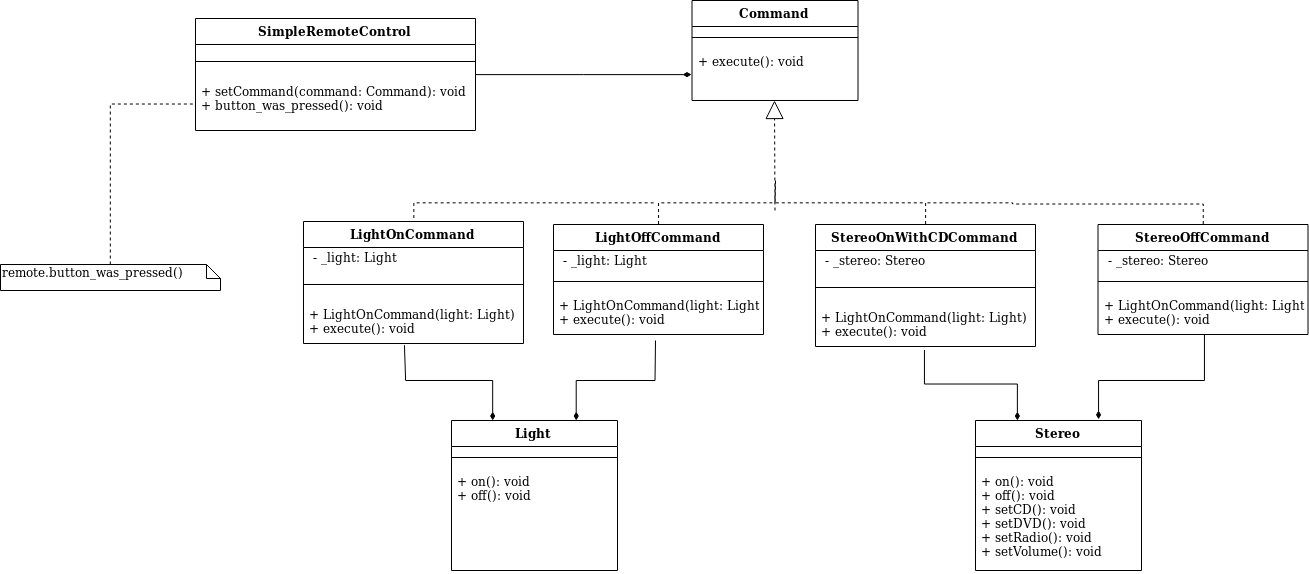 SimpleRemoteControl
+ setCommand(command: Command): void
+ button_was_pressed(): void
Command
+ execute(): void
remote.button_was_pressed()
LightOnCommand
- _light: Light
+ LightOnCommand(light: Light)
+ execute(): void
LightOffCommand
- _light: Light
+ LightOnCommand(light: Light
+ execute(): void
StereoOnWithCDCommand
- _stereo: Stereo
+ LightOnCommand(light: Light)
+ execute(): void
StereoOffCommand
- _stereo: Stereo
+ LightOnCommand(light: Light
+ execute(): void
Light
+ on(): void
+ off(): void
Stereo
+ on(): void
+ off(): void
+ setCD(): void
+ setDVD(): void
+ setRadio(): void
+ setVolume(): void